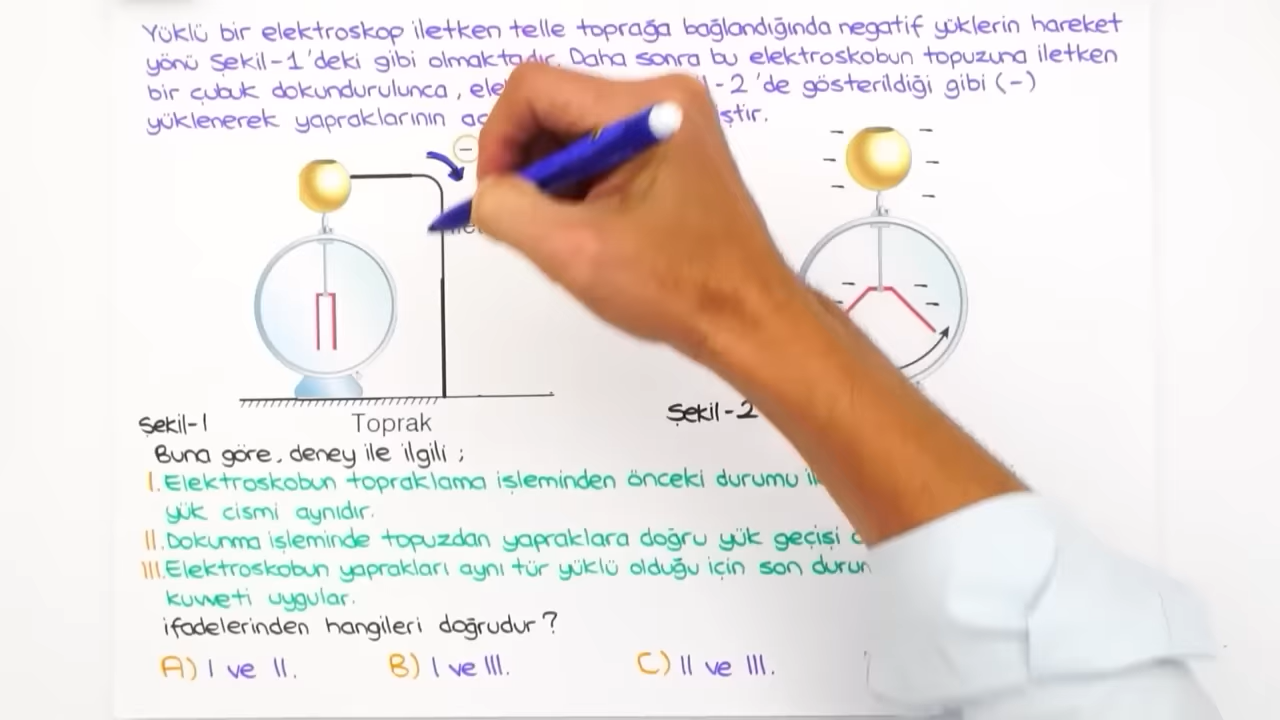 Yüklü bir elektroskop iletken telle toprağa bağlandığında negatif yüklerin hareket
yönü Şekil-1'deki gibi olmaktadır. Daha sonra bu elektroskobun topuzuna iletken
bir çubuk dokundurulunca, -2'de gösterildiği gibi (-)
yüklenerek yapraklarının
Şekil-1
Toprak
Şekil-2
Buna göre, deney ile ilgili ;
I. Elektroskobun topraklama işleminden önceki durumu
yük cismi aynıdır.
II. Dokunma işleminde topuzdan yapraklara doğru yük geçişi
III. Elektroskobun yaprakları aynı tür yüklü olduğu için son
kuvveti uygular.
ifadelerinden hangileri doğrudur ?
A) I ve II. B) I ve III. C) II ve III.